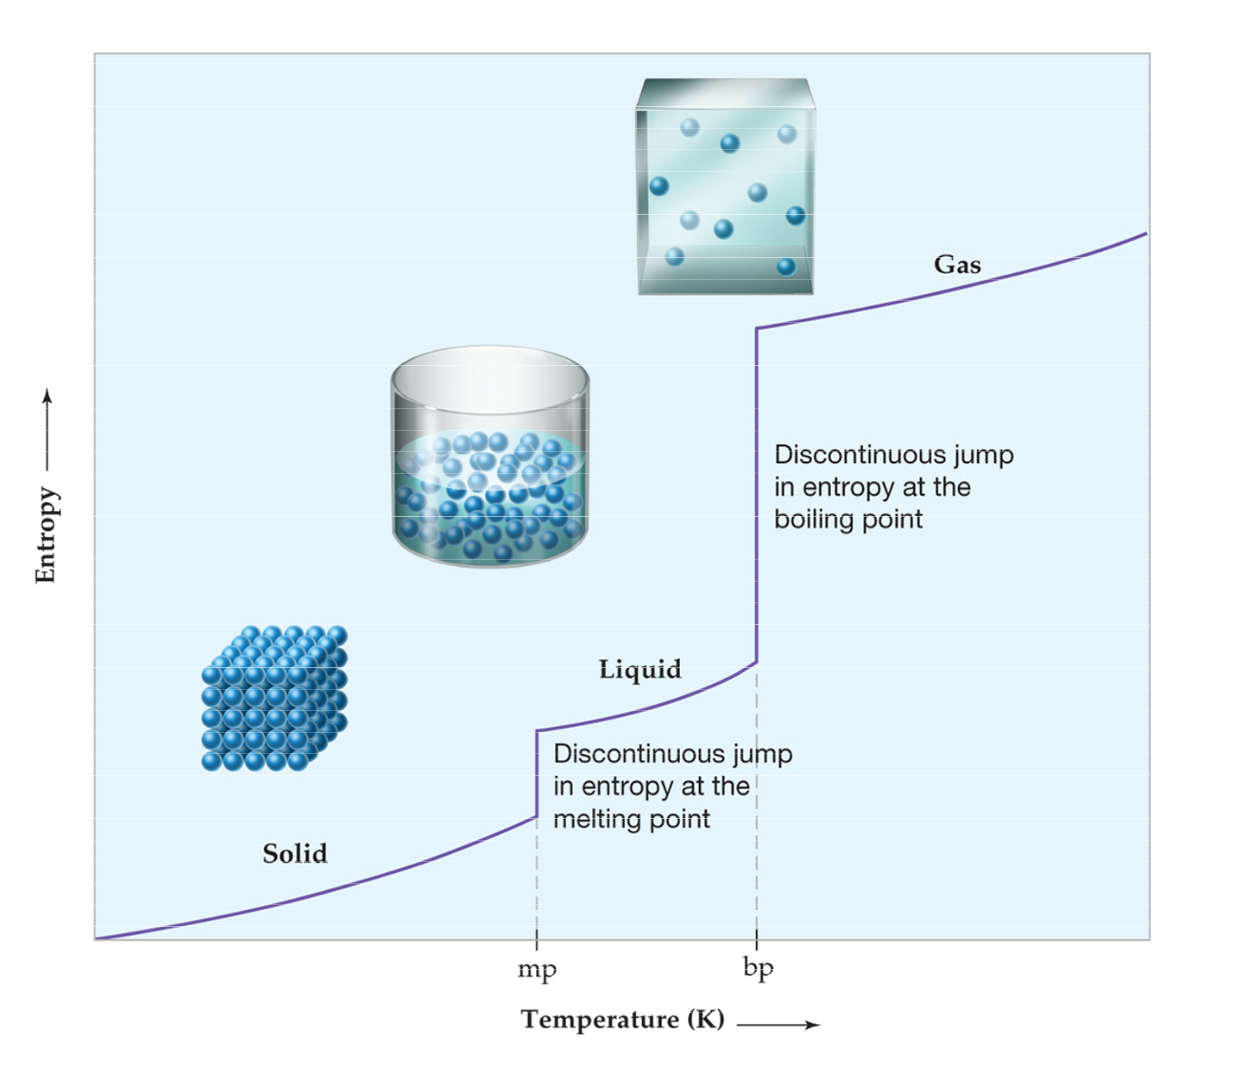 Gas
Discontinuous jump
in entropy at the
boiling point
Entropy
Liquid
Discontinuous jump
in entropy at the
melting point
Solid
mp
bp
Temperature (K)